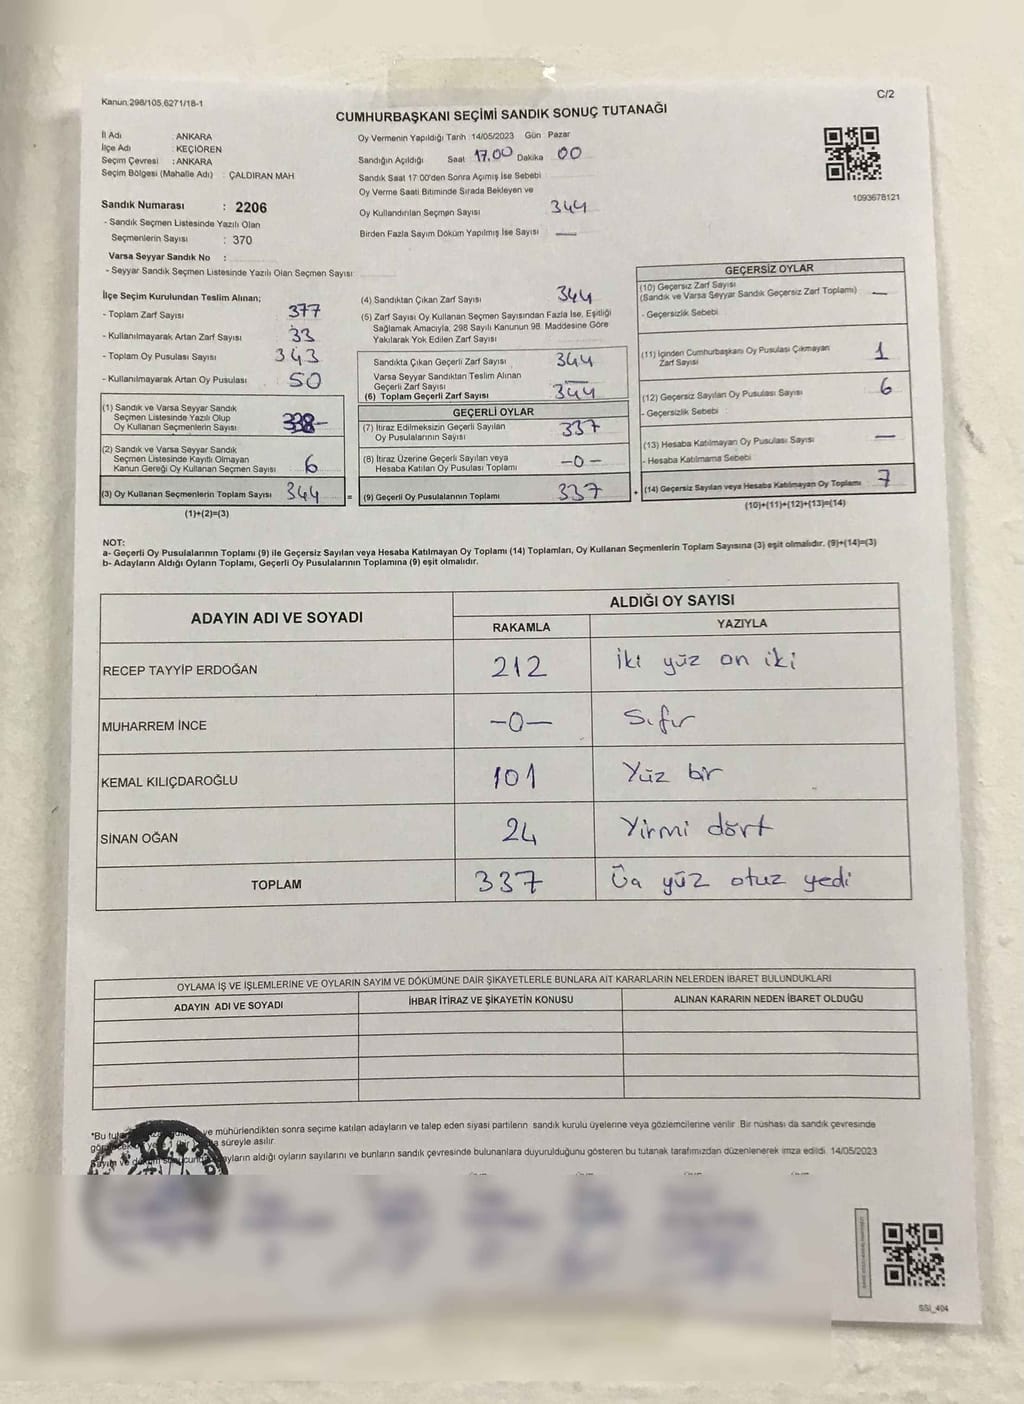 Kanun.298/105,6271/18-1
C/2
CUMHURBAŞKANI SEÇİMİ SANDIK SONUÇ TUTANAĞI
İl Adı ANKARA
İlçe Adı : KEÇİÖREN
Seçim Çevresi : ANKARA
Seçim Bölgesi (Mahalle Adı) : ÇALDIRAN MAH
Sandık Numarası : 2206
- Sandık Seçmen Listesinde Yazılı Olan
Seçmenlerin Sayısı : 370
Varsa Seyyar Sandık No :
- Seyyar Sandık Seçmen Listesinde Yazılı Olan Seçmen Sayısı
Oy Vermenin Yapıldığı Tarih 14/05/2023 Gün Pazar
Sandığın Açıldığı Saat 17.00 Dakika 00
Sandık Saat 17:00'den Sonra Açımış İse Sebebi
Oy Verme Saati Bitiminde Sırada Bekleyen ve
Oy Kullandırılan Seçmen Sayısı 344
Birden Fazla Sayım Döküm Yapılmış İse Sayısı —
1093678121
İlçe Seçim Kurulundan Teslim Alınan;
- Toplam Zarf Sayısı 377
- Kullanılmayarak Artan Zarf Sayısı 33
- Toplam Oy Pusulası Sayısı 343
- Kullanılmayarak Artan Oy Pusulası 50
(1) Sandık ve Varsa Seyyar Sandık
Seçmen Listesinde Yazılı Olup
Oy Kullanan Seçmenlerin Sayısı 338-
(2) Sandık ve Varsa Seyyar Sandık
Seçmen Listesinde Kayıtlı Olmayan
Kanun Gereği Oy Kullanan Seçmen Sayısı 6
(3) Oy Kullanan Seçmenlerin Toplam Sayısı 344 =
(1)+(2)=(3)
(4) Sandıktan Çıkan Zarf Sayısı 344
(5) Zarf Sayısı Oy Kullanan Seçmen Sayısından Fazla İse, Eşitliği
Sağlamak Amacıyla, 298 Sayılı Kanunun 98. Maddesine Göre
Yakılarak Yok Edilen Zarf Sayısı
Sandıkta Çıkan Geçerli Zarf Sayısı 344
Varsa Seyyar Sandıktan Teslim Alınan
Geçerli Zarf Sayısı —
(6) Toplam Geçerli Zarf Sayısı 344
GEÇERLİ OYLAR
(7) İtiraz Edilmeksizin Geçerli Sayılan
Oy Pusulalarının Sayısı 337
(8) İtiraz Üzerine Geçerli Sayılan veya
Hesaba Katılan Oy Pusulası Toplamı -0-
(9) Geçerli Oy Pusulalarının Toplamı 337 +
GEÇERSİZ OYLAR
(10) Geçersiz Zarf Sayısı
(Sandık ve Varsa Seyyar Sandık Geçersiz Zarf Toplamı) —
- Geçersizlik Sebebi
(11) İçinden Cumhurbaşkanı Oy Pusulası Çıkmayan
Zarf Sayısı 1
(12) Geçersiz Sayılan Oy Pusulası Sayısı 6
- Geçersizlik Sebebi
(13) Hesaba Katılmayan Oy Pusulası Sayısı —
- Hesaba Katılmama Sebebi
(14) Geçersiz Sayılan veya Hesaba Katılmayan Oy Toplamı 7
(10)+(11)+(12)+(13)=(14)
NOT:
a- Geçerli Oy Pusulalarının Toplamı (9) ile Geçersiz Sayılan veya Hesaba Katılmayan Oy Toplamı (14) Toplamları, Oy Kullanan Seçmenlerin Toplam Sayısına (3) eşit olmalıdır. (9)+(14)=(3)
b- Adayların Aldığı Oyların Toplamı, Geçerli Oy Pusulalarının Toplamına (9) eşit olmalıdır.
ADAYIN ADI VE SOYADI
ALDIĞI OY SAYISI
RAKAMLA YAZIYLA
RECEP TAYYİP ERDOĞAN 212 İki yüz on iki
MUHARREM İNCE -0- Sıfır
KEMAL KILIÇDAROĞLU 101 Yüz bir
SİNAN OĞAN 24 Yirmi dört
TOPLAM 337 yüz otuz yedi
OYLAMA İŞ VE İŞLEMLERİNE VE OYLARIN SAYIM VE DÖKÜMÜNE DAİR ŞİKAYETLERLE BUNLARA AİT KARARLARIN NELERDEN İBARET BULUNDUKLARI
ADAYIN ADI VE SOYADI İHBAR İTİRAZ VE ŞİKAYETİN KONUSU ALINAN KARARIN NEDEN İBARET OLDUĞU
*Bu ve mühürlendikten sonra seçime katılan adayların ve talep eden siyasi partilerin sandık kurulu üyelerine veya gözlemcilerine verilir. Bir nüshası da sandık çevresinde
süreyle asılır.
Sayım ve aldığı oyların sayılarını ve bunların sandık çevresinde bulunanlara duyurulduğunu gösteren bu tutanak tarafımızdan düzenlenerek imza edildi. 14/05/2023
SSİ_404